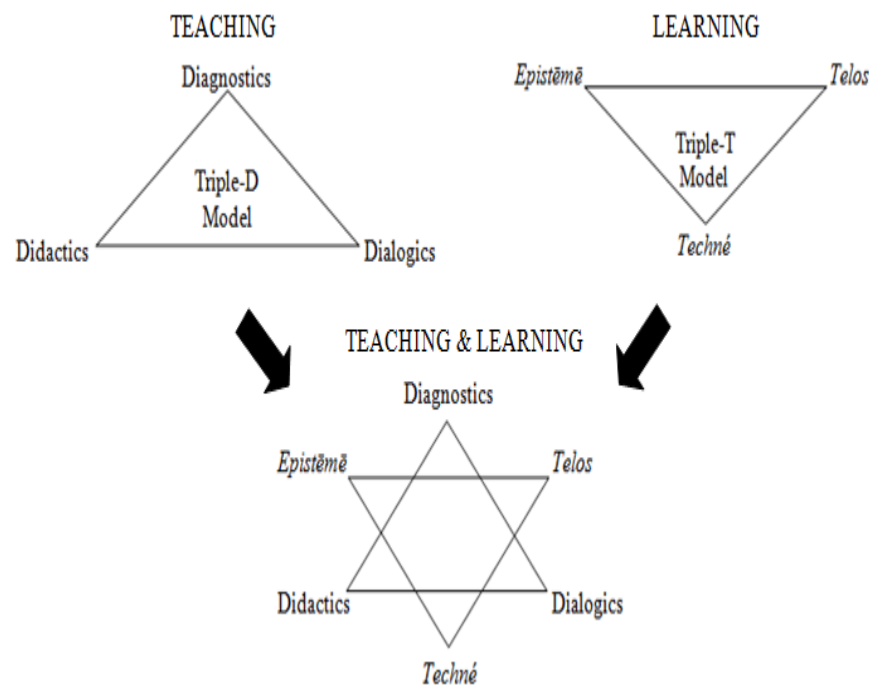 TEACHING
Diagnostics
Triple-D
Model
Didactics
Dialogics
LEARNING
Epistēmē
Telos
Triple-T
Model
Techné
TEACHING & LEARNING
Diagnostics
Epistēmē
Telos
Didactics
Dialogics
Techné